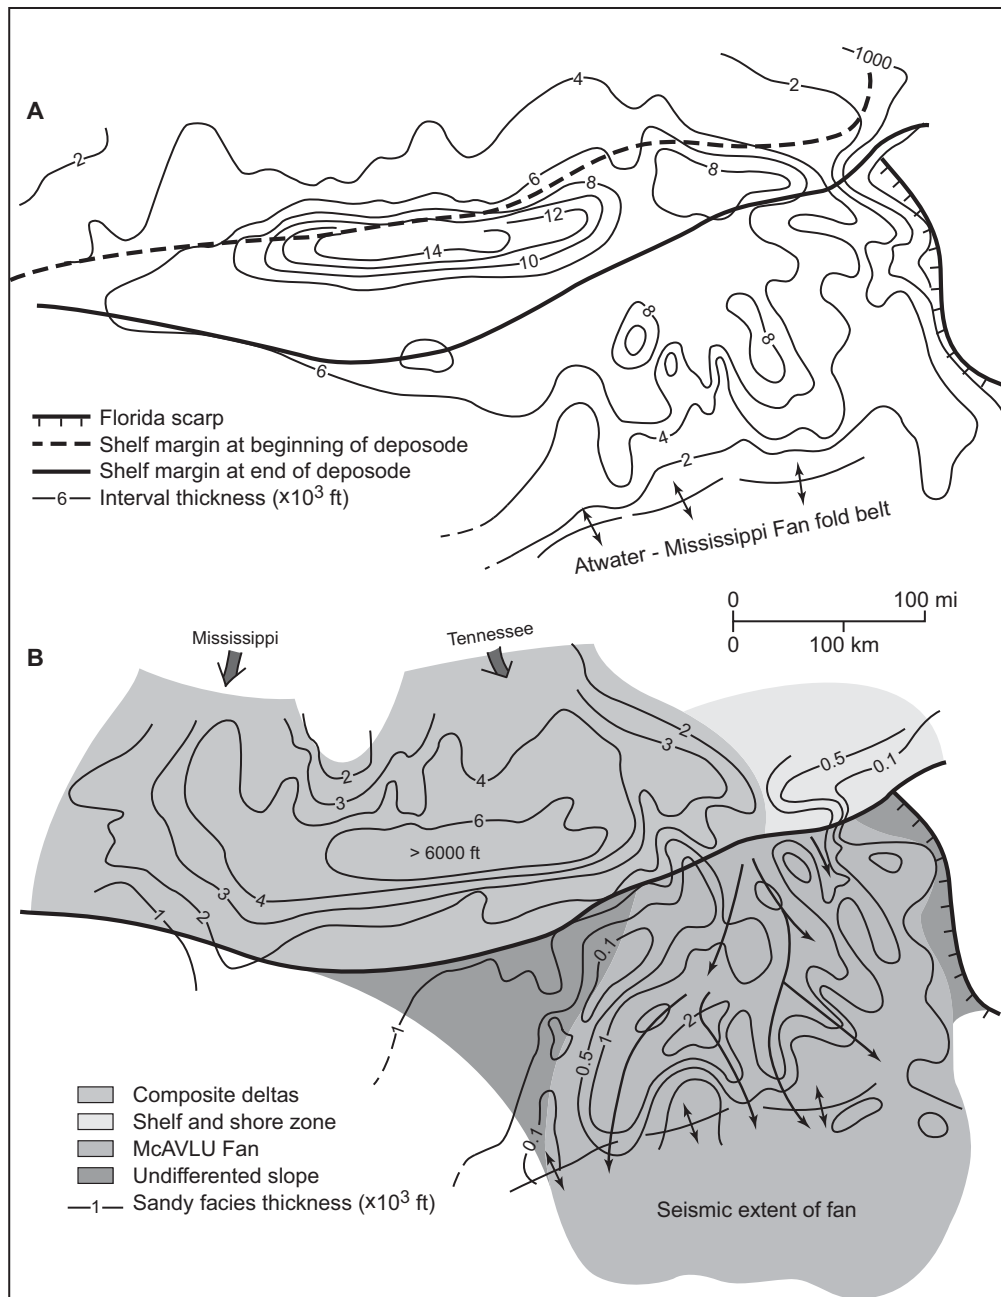 A
1000
2
4
2
6
8
8
12
14
10
8
8
6
4
2
Florida scarp
Shelf margin at beginning of deposode
Shelf margin at end of deposode
6 Interval thickness (x10³ ft)
Atwater - Mississippi Fan fold belt
0 100 mi
0 100 km
B
Mississippi
Tennessee
2
3
2
3
4
0.5
0.1
6
> 6000 ft
3
4
2
1
0.1
1
2
0.5
1
0.1
Composite deltas
Shelf and shore zone
McAVLU Fan
Undifferented slope
1 Sandy facies thickness (x10³ ft)
Seismic extent of fan